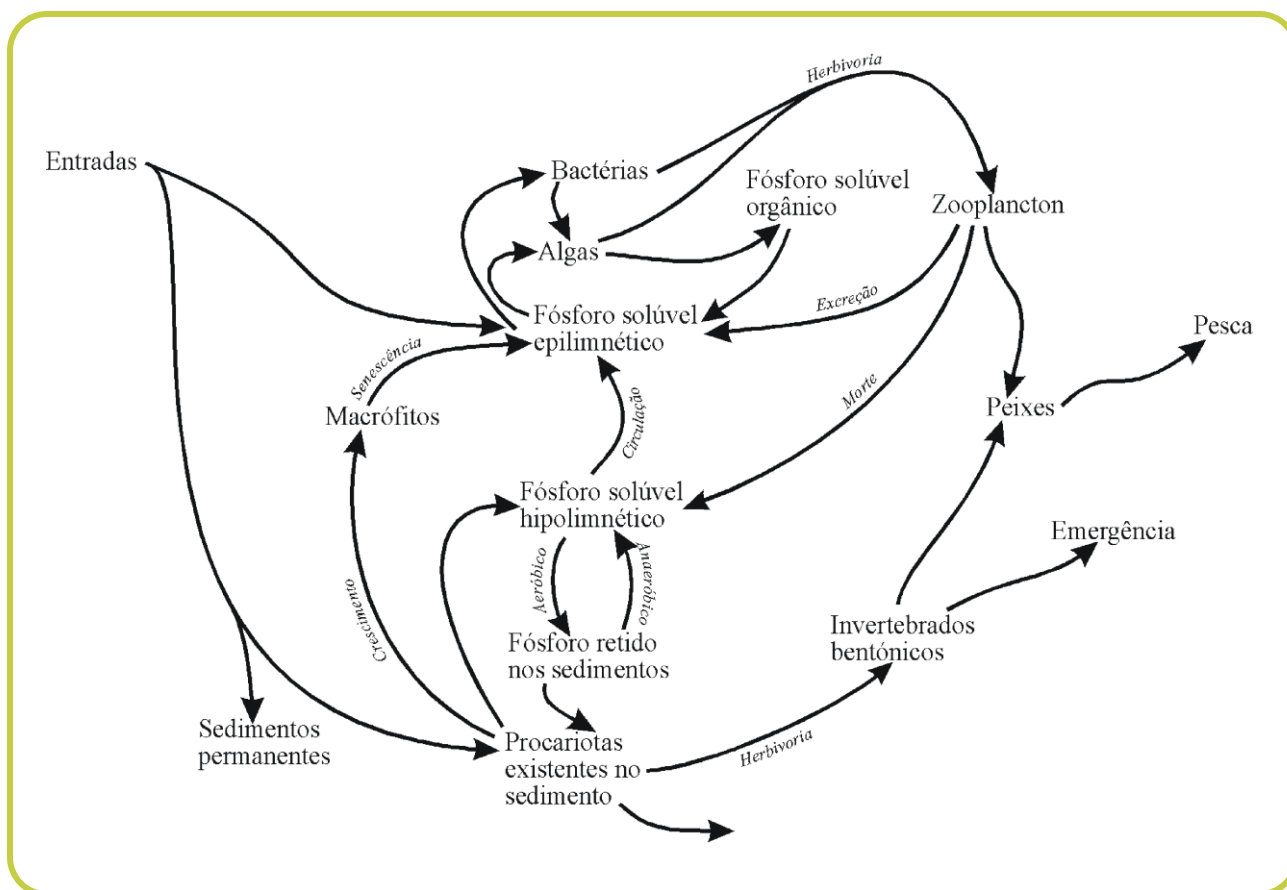 Herbivoria
Entradas
Bactérias
Fósforo solúvel
orgânico
Zooplancton
Algas
Excreção
Fósforo solúvel
epilimnético
Pesca
Senescência
Morte
Macrófitos
Circulação
Peixes
Fósforo solúvel
hipolimnético
Emergência
Aeróbico
Anaeróbico
Crescimento
Fósforo retido
nos sedimentos
Invertebrados
bentónicos
Sedimentos
permanentes
Procariotas
existentes no
sedimento
Herbivoria